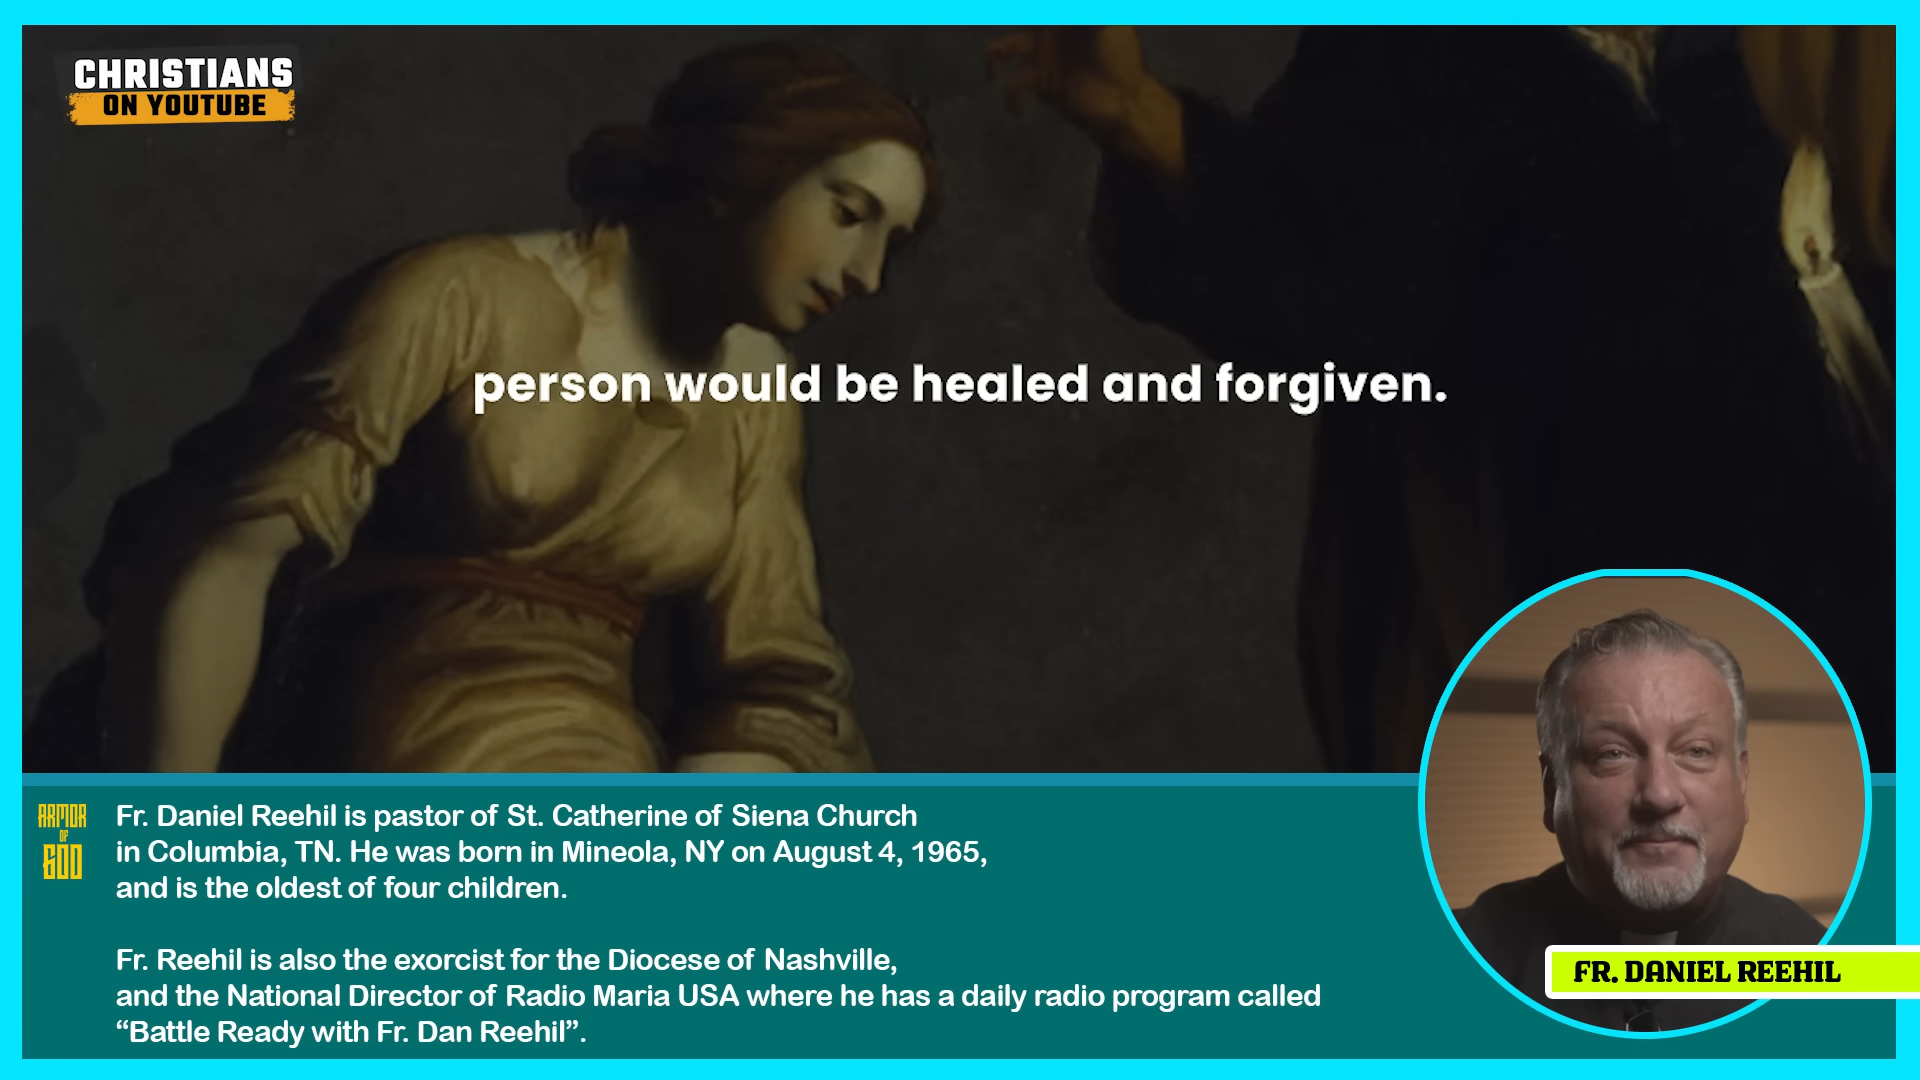 CHRISTIANS
ON YOUTUBE
person would be healed and forgiven.
ARMOR
OF
GOD
Fr. Daniel Reehil is pastor of St. Catherine of Siena Church
in Columbia, TN. He was born in Mineola, NY on August 4, 1965,
and is the oldest of four children.
Fr. Reehil is also the exorcist for the Diocese of Nashville,
and the National Director of Radio Maria USA where he has a daily radio program called
“Battle Ready with Fr. Dan Reehil”.
FR. DANIEL REEHIL